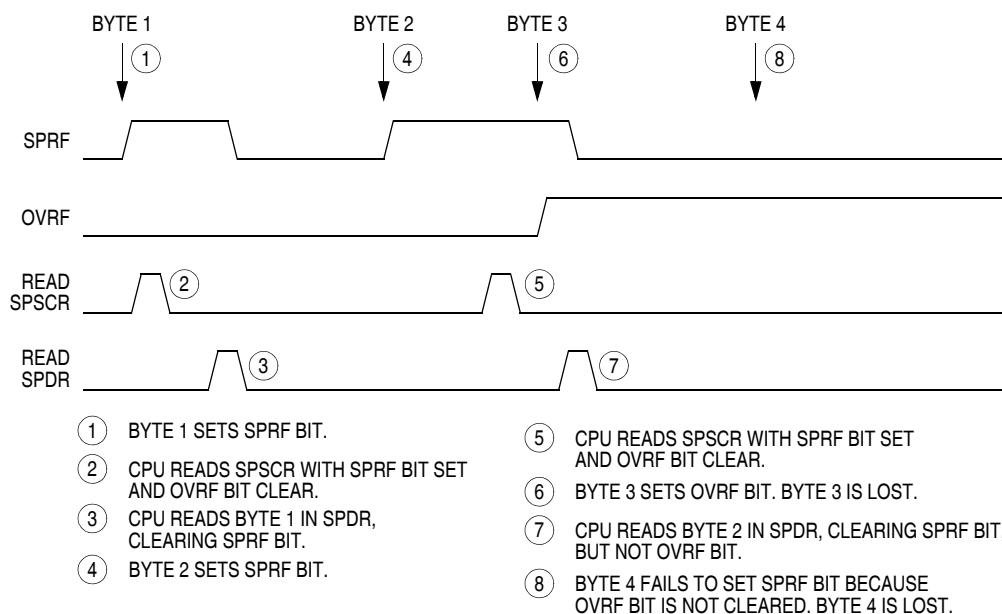 BYTE 1 BYTE 2 BYTE 3 BYTE 4
1 4 6 8
SPRF
OVRF
READ
SPSCR
2 5
READ
SPDR
3 7
1 BYTE 1 SETS SPRF BIT.
2 CPU READS SPSCR WITH SPRF BIT SET
AND OVRF BIT CLEAR.
3 CPU READS BYTE 1 IN SPDR,
CLEARING SPRF BIT.
4 BYTE 2 SETS SPRF BIT.
5 CPU READS SPSCR WITH SPRF BIT SET
AND OVRF BIT CLEAR.
6 BYTE 3 SETS OVRF BIT. BYTE 3 IS LOST.
7 CPU READS BYTE 2 IN SPDR, CLEARING SPRF BIT
BUT NOT OVRF BIT.
8 BYTE 4 FAILS TO SET SPRF BIT BECAUSE
OVRF BIT IS NOT CLEARED. BYTE 4 IS LOST.